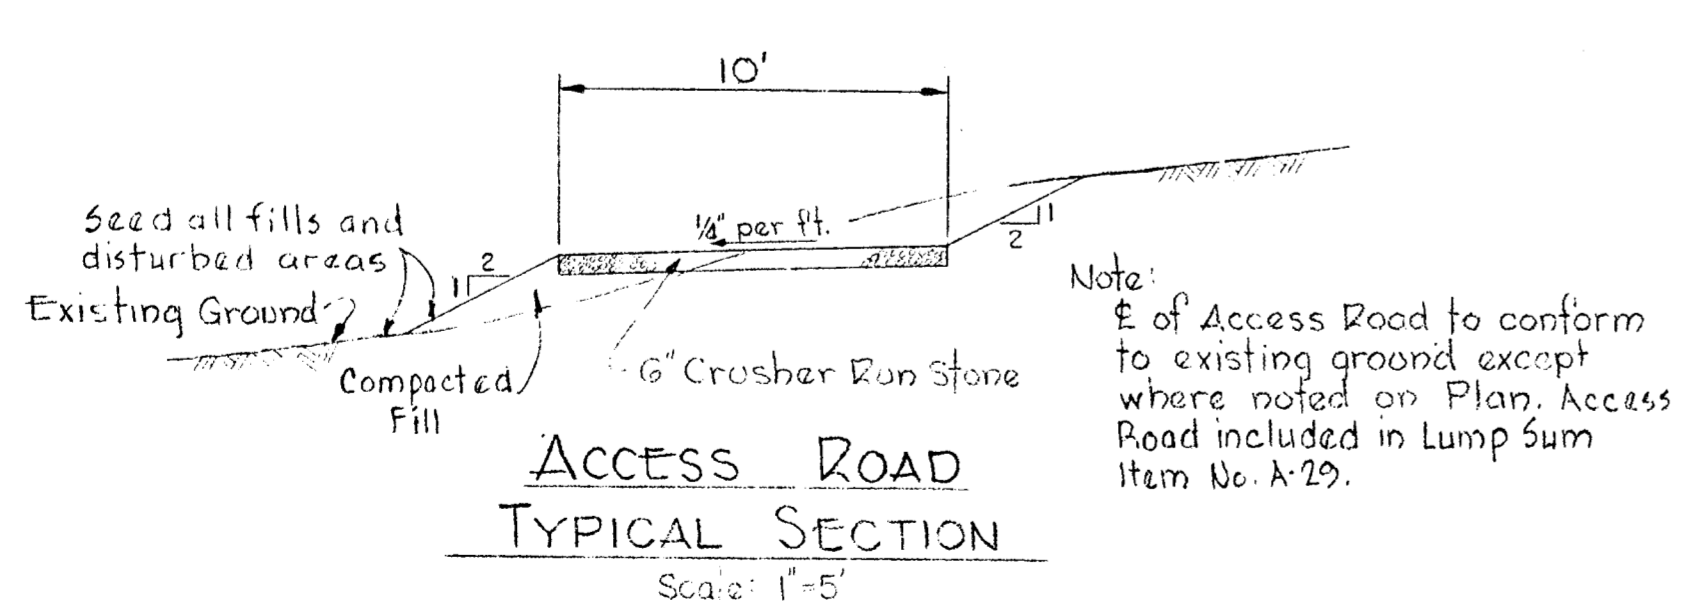 10'
1/4" per ft.
Seed all fills and
disturbed areas
1
2
1
2
Existing Ground
Compacted
Fill
6" Crusher Run Stone
Note:
℄ of Access Road to conform
to existing ground except
where noted on Plan. Access
Road included in Lump Sum
Item No. A-29.
ACCESS ROAD
TYPICAL SECTION
Scale: 1"=5'